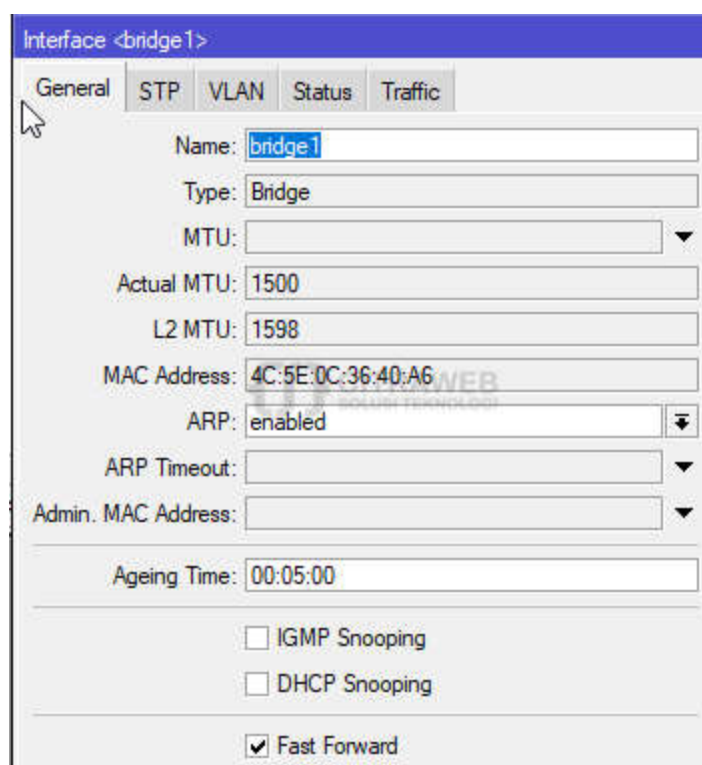 Interface <bridge1>
General STP VLAN Status Traffic
Name: bridge1
Type: Bridge
MTU:
Actual MTU: 1500
L2 MTU: 1598
MAC Address: 4C:5E:0C:36:40:A6
ARP: enabled
ARP Timeout:
Admin. MAC Address:
Ageing Time: 00:05:00
IGMP Snooping
DHCP Snooping
Fast Forward
SOLUSI TEKNOLOGI